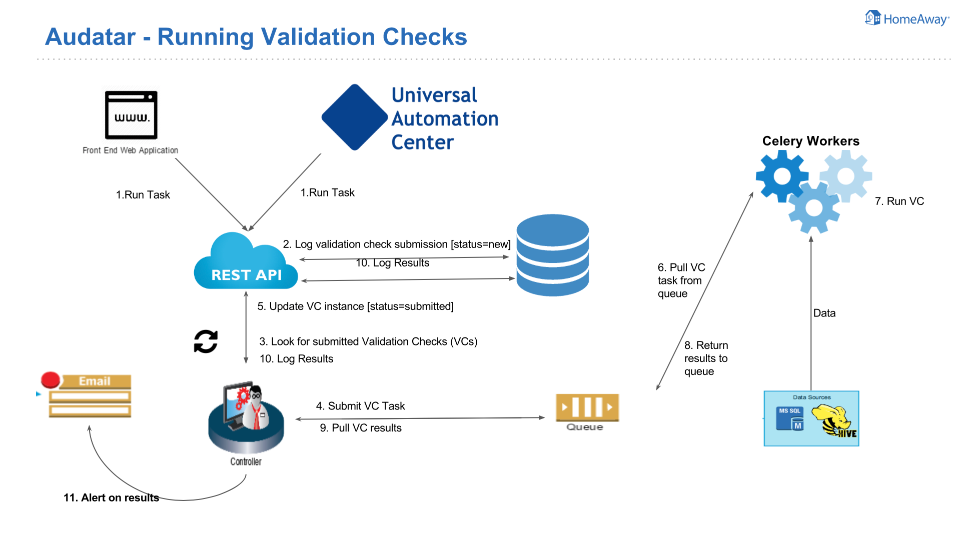 HomeAway
Audatar - Running Validation Checks
www.
Front End Web Application
Universal
Automation
Center
Celery Workers
1.Run Task
1.Run Task
7. Run VC
2. Log validation check submission [status=new]
10. Log Results
REST API
6. Pull VC
task from
queue
5. Update VC instance [status=submitted]
Data
3. Look for submitted Validation Checks (VCs)
10. Log Results
8. Return
results to
queue
Email
4. Submit VC Task
9. Pull VC results
Queue
Data Sources
MS SQL
M
HIVE
Controller
11. Alert on results